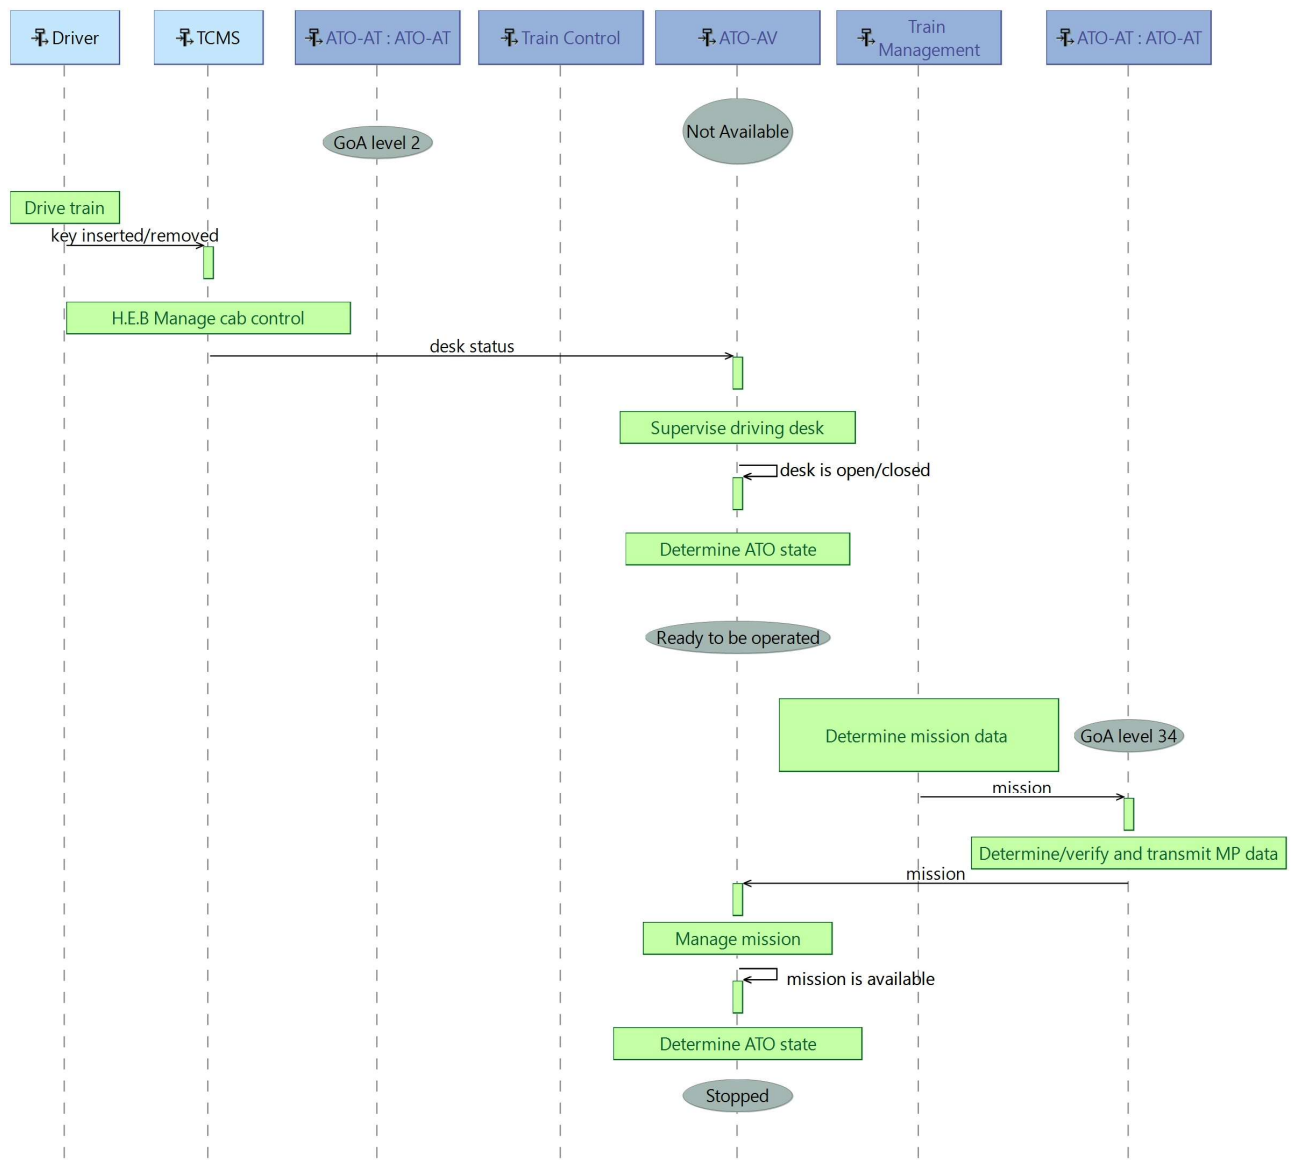 Driver
TCMS
ATO-AT : ATO-AT
Train Control
ATO-AV
Train
Management
ATO-AT : ATO-AT
Not Available
GoA level 2
Drive train
key inserted/removed
H.E.B Manage cab control
desk status
Supervise driving desk
desk is open/closed
Determine ATO state
Ready to be operated
Determine mission data
GoA level 34
mission
Determine/verify and transmit MP data
mission
Manage mission
mission is available
Determine ATO state
Stopped